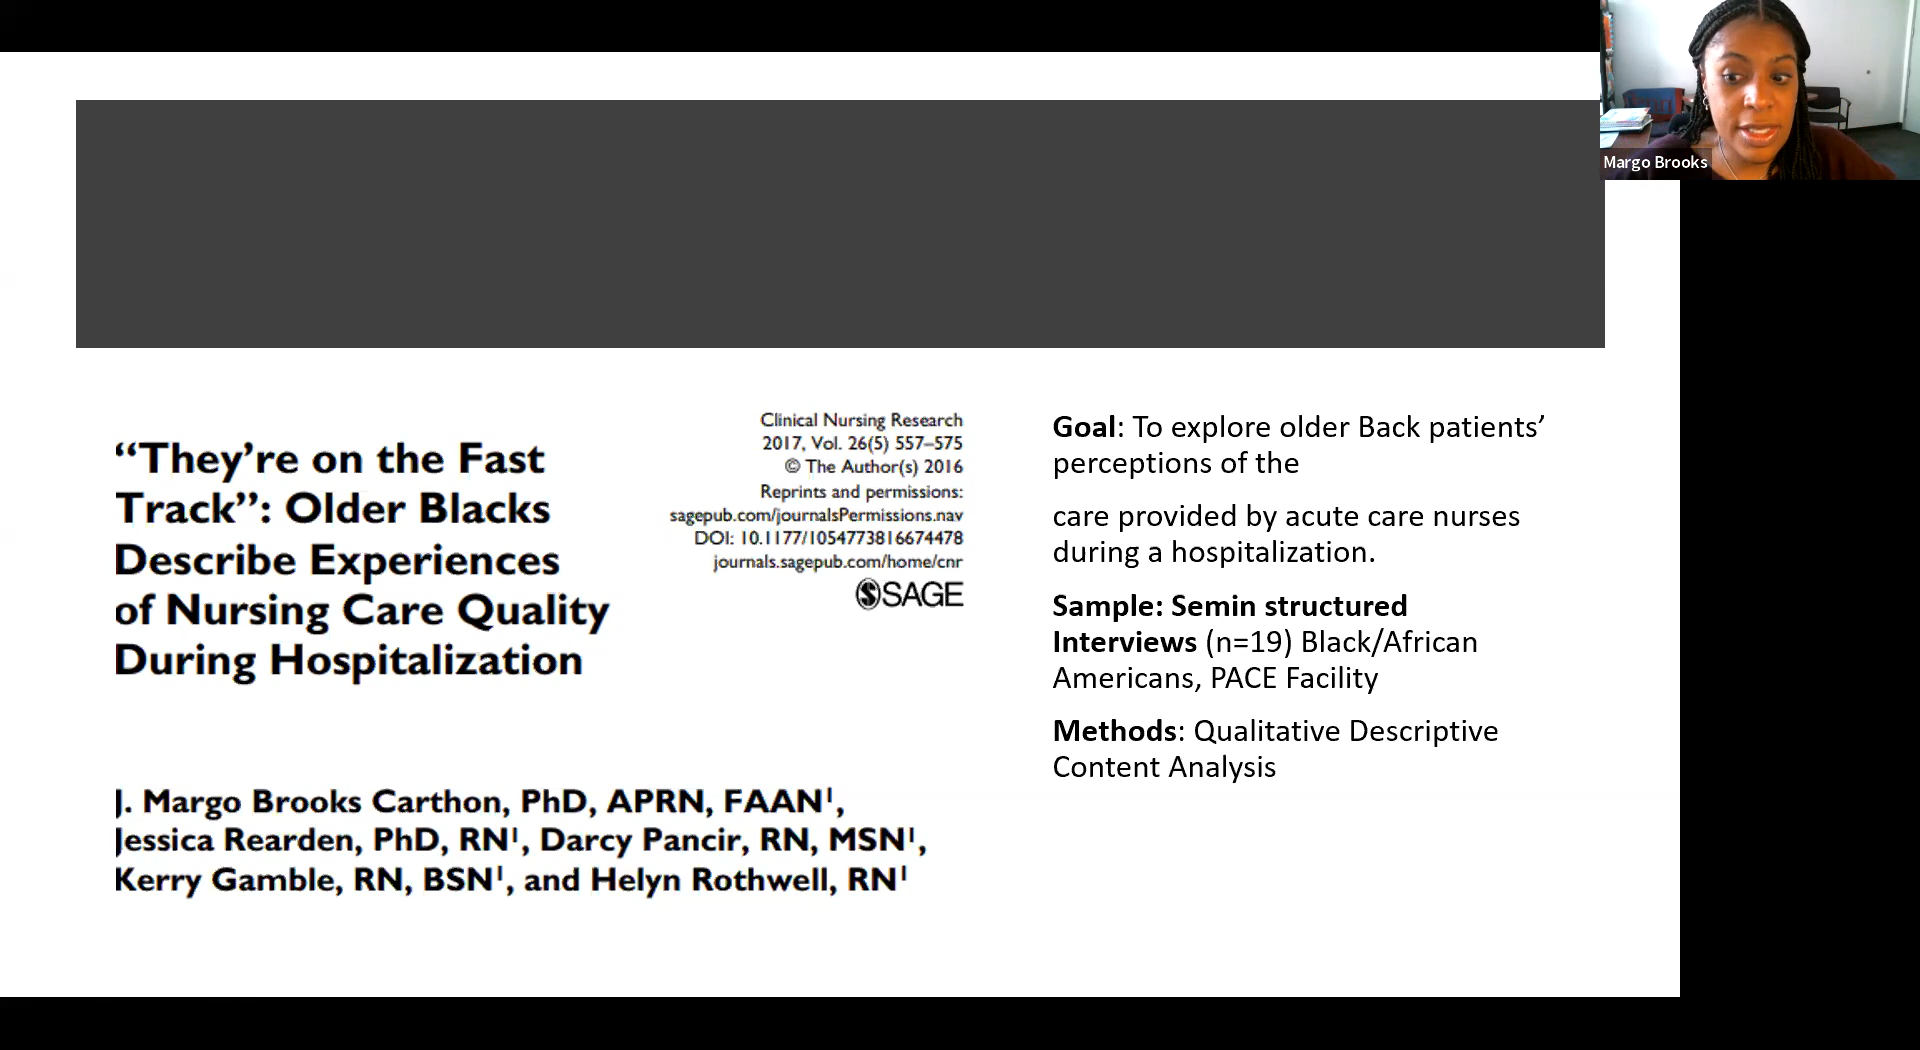 Margo Brooks
“They’re on the Fast
Track”: Older Blacks
Describe Experiences
of Nursing Care Quality
During Hospitalization
Clinical Nursing Research
2017, Vol. 26(5) 557–575
© The Author(s) 2016
Reprints and permissions:
sagepub.com/journalsPermissions.nav
DOI: 10.1177/1054773816674478
journals.sagepub.com/home/cnr
SAGE
J. Margo Brooks Carthon, PhD, APRN, FAAN¹,
Jessica Rearden, PhD, RN¹, Darcy Pancir, RN, MSN¹,
Kerry Gamble, RN, BSN¹, and Helyn Rothwell, RN¹
Goal: To explore older Back patients’
perceptions of the
care provided by acute care nurses
during a hospitalization.
Sample: Semin structured
Interviews (n=19) Black/African
Americans, PACE Facility
Methods: Qualitative Descriptive
Content Analysis